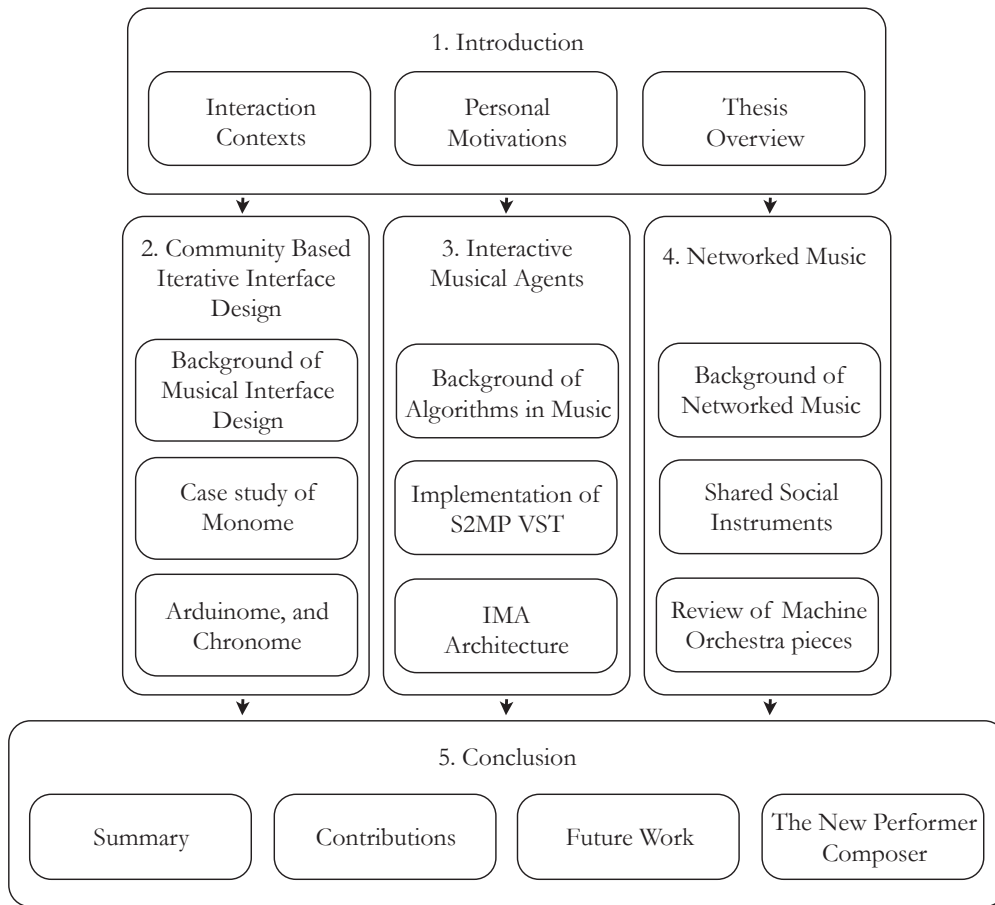 1. Introduction
Interaction
Contexts
Personal
Motivations
Thesis
Overview
2. Community Based
Iterative Interface
Design
Background of
Musical Interface
Design
Case study of
Monome
Arduinome, and
Chronome
3. Interactive
Musical Agents
Background of
Algorithms in Music
Implementation of
S2MP VST
IMA
Architecture
4. Networked Music
Background of
Networked Music
Shared Social
Instruments
Review of Machine
Orchestra pieces
5. Conclusion
Summary
Contributions
Future Work
The New Performer
Composer